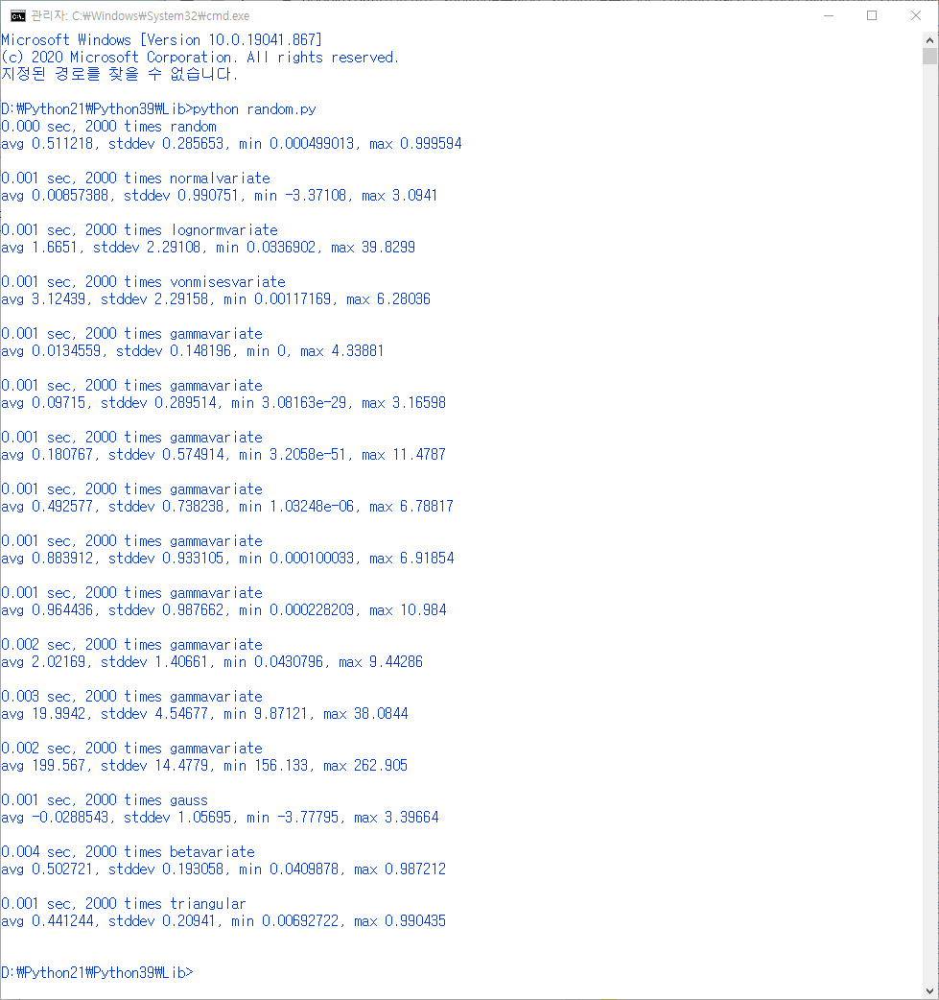 관리자: C:₩Windows₩System32₩cmd.exe
Microsoft Windows [Version 10.0.19041.867]
(c) 2020 Microsoft Corporation. All rights reserved.
지정된 경로를 찾을 수 없습니다.
D:₩Python21₩Python39₩Lib>python random.py
0.000 sec, 2000 times random
avg 0.511218, stddev 0.285653, min 0.000499013, max 0.999594
0.001 sec, 2000 times normalvariate
avg 0.00857388, stddev 0.990751, min -3.37108, max 3.0941
0.001 sec, 2000 times lognormvariate
avg 1.6651, stddev 2.29108, min 0.0336902, max 39.8299
0.001 sec, 2000 times vonmisesvariate
avg 3.12439, stddev 2.29158, min 0.00117169, max 6.28036
0.001 sec, 2000 times gammavariate
avg 0.0134559, stddev 0.148196, min 0, max 4.33881
0.001 sec, 2000 times gammavariate
avg 0.09715, stddev 0.289514, min 3.08163e-29, max 3.16598
0.001 sec, 2000 times gammavariate
avg 0.180767, stddev 0.574914, min 3.2058e-51, max 11.4787
0.001 sec, 2000 times gammavariate
avg 0.492577, stddev 0.738238, min 1.03248e-06, max 6.78817
0.001 sec, 2000 times gammavariate
avg 0.883912, stddev 0.933105, min 0.000100033, max 6.91854
0.001 sec, 2000 times gammavariate
avg 0.964436, stddev 0.987662, min 0.000228203, max 10.984
0.002 sec, 2000 times gammavariate
avg 2.02169, stddev 1.40661, min 0.0430796, max 9.44286
0.003 sec, 2000 times gammavariate
avg 19.9942, stddev 4.54677, min 9.87121, max 38.0844
0.002 sec, 2000 times gammavariate
avg 199.567, stddev 14.4779, min 156.133, max 262.905
0.001 sec, 2000 times gauss
avg -0.0288543, stddev 1.05695, min -3.77795, max 3.39664
0.004 sec, 2000 times betavariate
avg 0.502721, stddev 0.193058, min 0.0409878, max 0.987212
0.001 sec, 2000 times triangular
avg 0.441244, stddev 0.20941, min 0.00692722, max 0.990435
D:₩Python21₩Python39₩Lib>